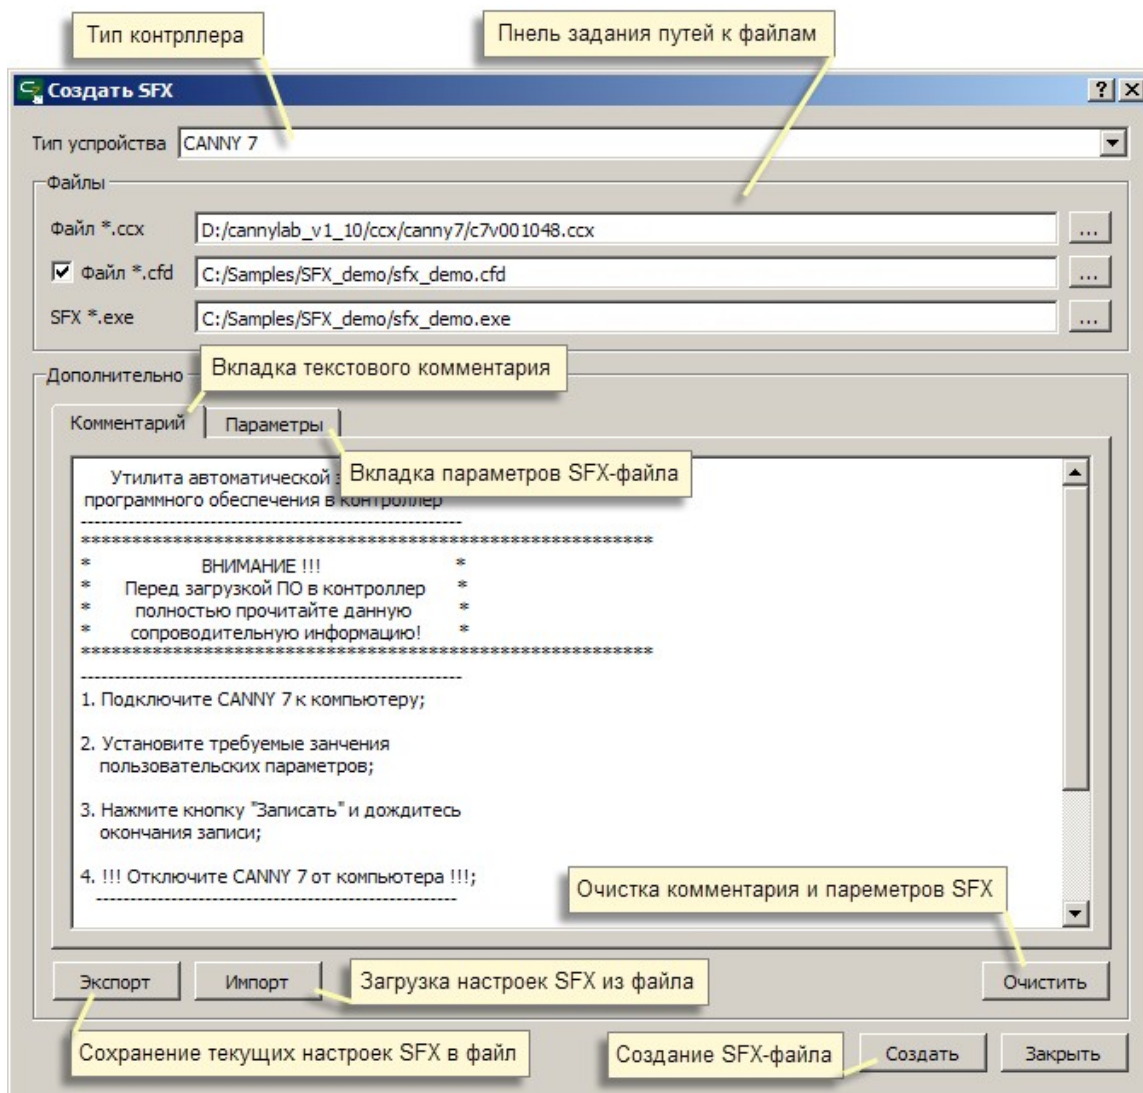 Тип контрллера
Пнель задания путей к файлам
Создать SFX
Тип успройства CANNY 7
Файлы
Файл *.ccx D:/cannylab_v1_10/ccx/canny7/c7v001048.ccx ...
Файл *.cfd C:/Samples/SFX_demo/sfx_demo.cfd ...
SFX *.exe C:/Samples/SFX_demo/sfx_demo.exe ...
Вкладка текстового комментария
Дополнительно
Комментарий Параметры
Вкладка параметров SFX-файла
Утилита автоматической
программного обеспечения в контроллер
-------------------------------------------------------
*******************************************************************
* ВНИМАНИЕ !!! *
* Перед загрузкой ПО в контроллер *
* полностью прочитайте данную *
* сопроводительную информацию! *
*******************************************************************
-------------------------------------------------------
1. Подключите CANNY 7 к компьютеру;
2. Установите требуемые занчения
пользовательских параметров;
3. Нажмите кнопку "Записать" и дождитесь
окончания записи;
4. !!! Отключите CANNY 7 от компьютера !!!;
----------------------------------------------------
Очистка комментария и пареметров SFX
Экспорт Импорт Загрузка настроек SFX из файла Очистить
Сохранение текущих настроек SFX в файл
Создание SFX-файла Создать Закрыть